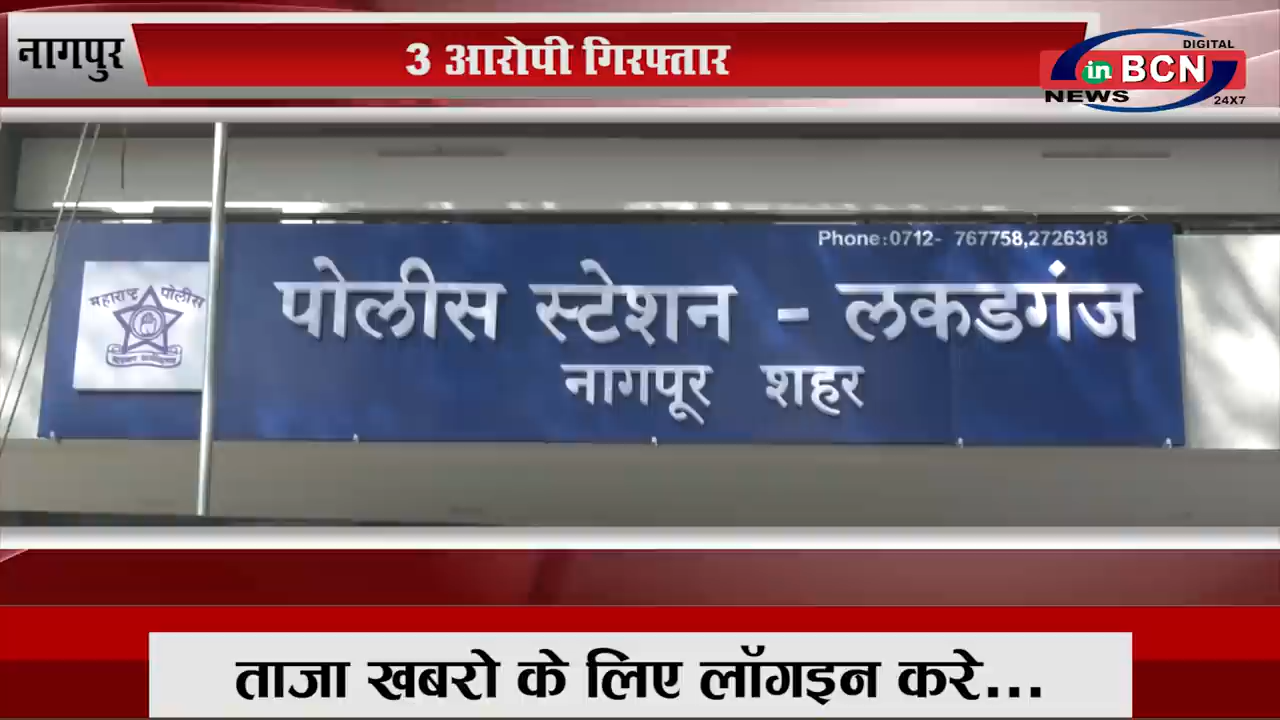 नागपुर
3 आरोपी गिरफ्तार
DIGITAL
in BCN
NEWS
24X7
Phone:0712- 767758,2726318
महाराष्ट्र पोलीस
पोलीस स्टेशन - लकडगंज
नागपूर शहर
ताजा खबरो के लिए लॉगइन करे...